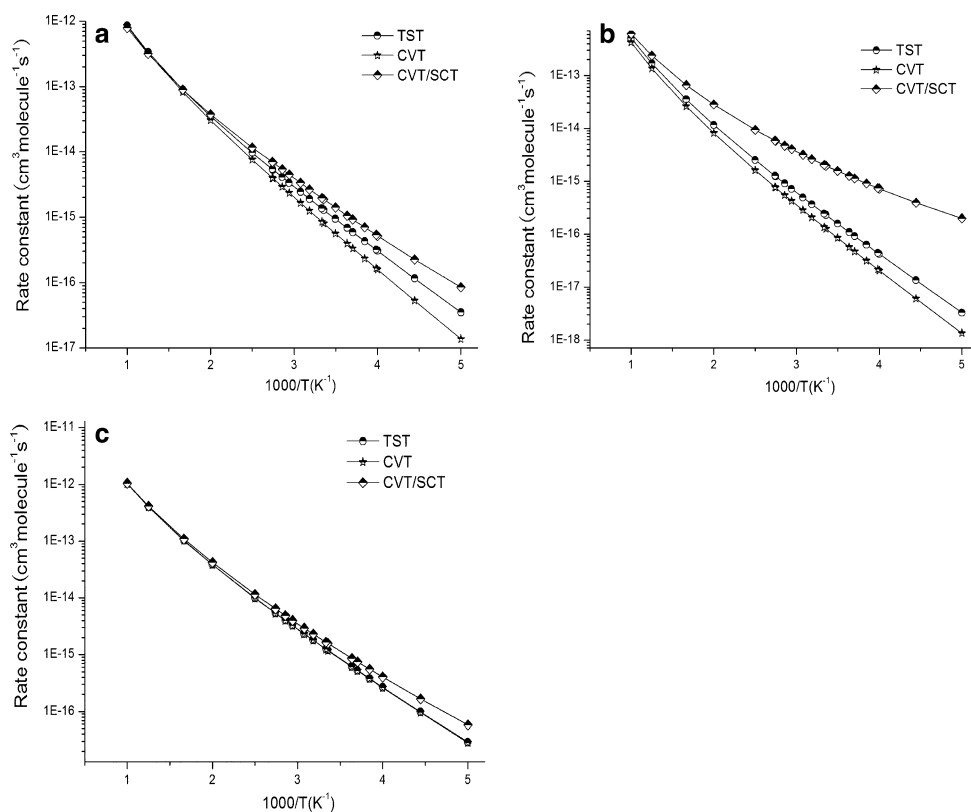 a
TST
CVT
CVT/SCT
1E-12
1E-13
1E-14
1E-15
1E-16
1E-17
Rate constant (cm³molecule⁻¹s⁻¹)
1 2 3 4 5
1000/T(K⁻¹)
b
TST
CVT
CVT/SCT
1E-13
1E-14
1E-15
1E-16
1E-17
1E-18
Rate constant (cm³molecule⁻¹s⁻¹)
1 2 3 4 5
1000/T(K⁻¹)
c
TST
CVT
CVT/SCT
1E-11
1E-12
1E-13
1E-14
1E-15
1E-16
Rate constant (cm³molecule⁻¹s⁻¹)
1 2 3 4 5
1000/T(K⁻¹)